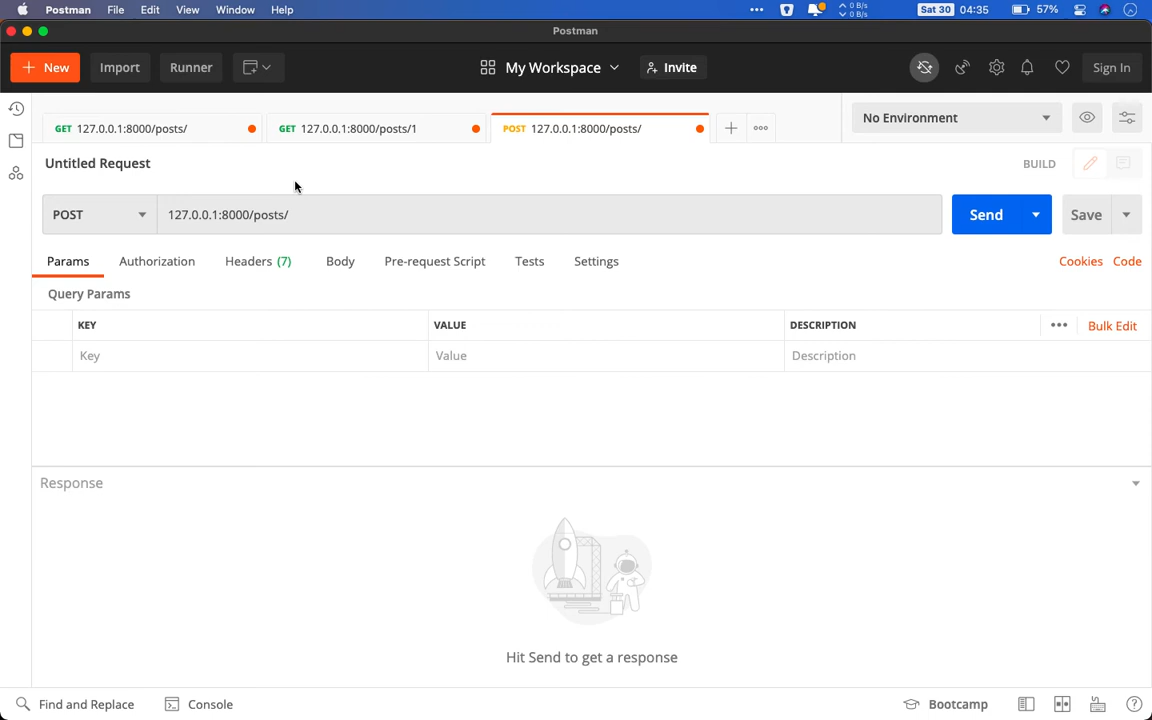 Postman File Edit View Window Help 0 B/s 0 B/s Sat 30 04:35 57%
Postman
New Import Runner My Workspace Invite Sign In
GET 127.0.0.1:8000/posts/ GET 127.0.0.1:8000/posts/1 POST 127.0.0.1:8000/posts/ No Environment
Untitled Request BUILD
POST 127.0.0.1:8000/posts/ Send Save
Params Authorization Headers (7) Body Pre-request Script Tests Settings Cookies Code
Query Params
KEY VALUE DESCRIPTION Bulk Edit
Key Value Description
Response
Hit Send to get a response
Find and Replace Console Bootcamp